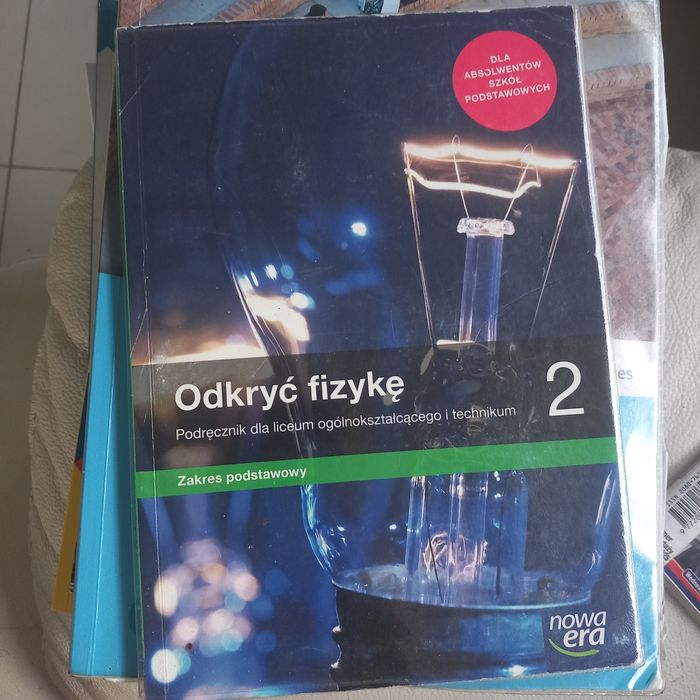 DLA
ABSOLWENTÓW
SZKÓŁ
PODSTAWOWYCH
Odkryć fizykę
2
Podręcznik dla liceum ogólnokształcącego i technikum
Zakres podstawowy
nowa
era